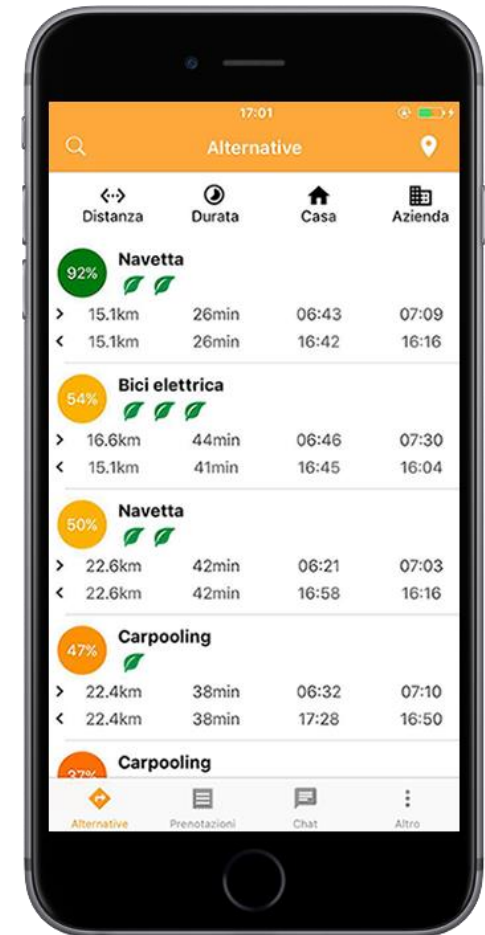 17:01
Alternative
Distanza Durata Casa Azienda
92% Navetta
> 15.1km 26min 06:43 07:09
< 15.1km 26min 16:42 16:16
54% Bici elettrica
> 16.6km 44min 06:46 07:30
< 15.1km 41min 16:45 16:04
50% Navetta
> 22.6km 42min 06:21 07:03
< 22.6km 42min 16:58 16:16
47% Carpooling
> 22.4km 38min 06:32 07:10
< 22.4km 38min 17:28 16:50
37% Carpooling
Alternative Prenotazioni Chat Altro